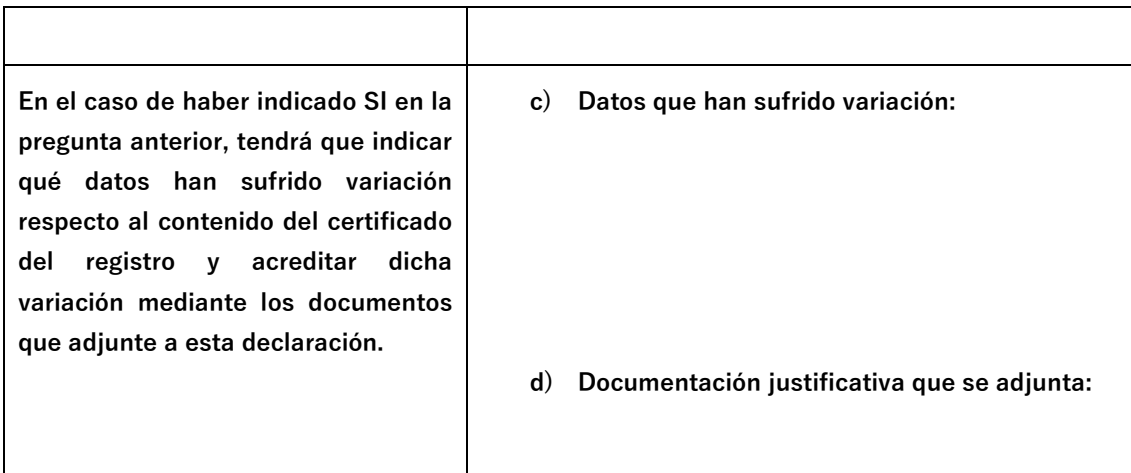 En el caso de haber indicado SI en la
pregunta anterior, tendrá que indicar
qué datos han sufrido variación
respecto al contenido del certificado
del registro y acreditar dicha
variación mediante los documentos
que adjunte a esta declaración.
c) Datos que han sufrido variación:
d) Documentación justificativa que se adjunta: